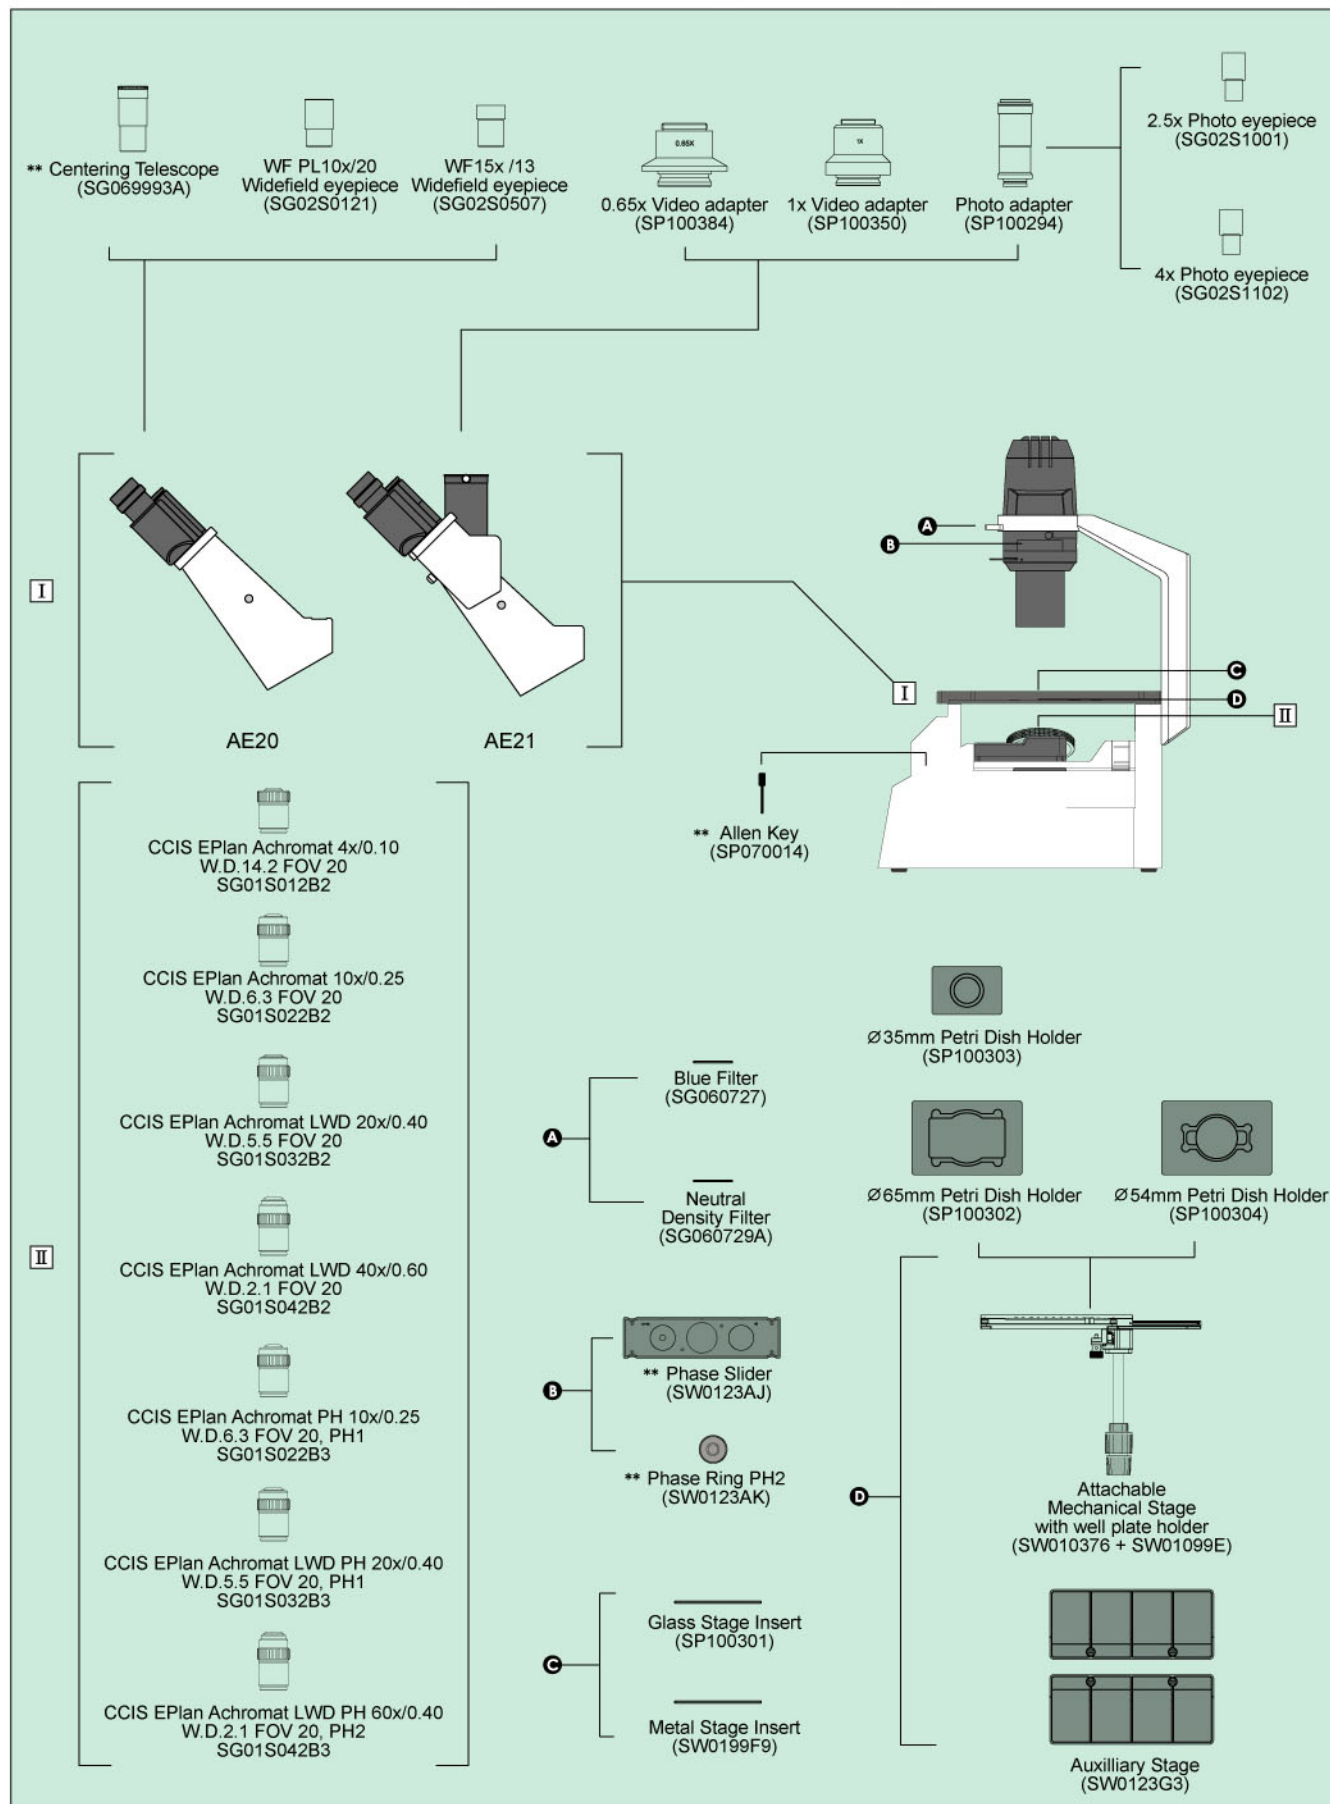 ** Centering Telescope
(SG069993A)
WF PL10x/20
Widefield eyepiece
(SG02S0121)
WF15x /13
Widefield eyepiece
(SG02S0507)
0.65X
0.65x Video adapter
(SP100384)
1X
1x Video adapter
(SP100350)
Photo adapter
(SP100294)
2.5x Photo eyepiece
(SG02S1001)
4x Photo eyepiece
(SG02S1102)
I
AE20
AE21
A
B
C
D
I
II
** Allen Key
(SP070014)
II
CCIS EPlan Achromat 4x/0.10
W.D.14.2 FOV 20
SG01S012B2
CCIS EPlan Achromat 10x/0.25
W.D.6.3 FOV 20
SG01S022B2
CCIS EPlan Achromat LWD 20x/0.40
W.D.5.5 FOV 20
SG01S032B2
CCIS EPlan Achromat LWD 40x/0.60
W.D.2.1 FOV 20
SG01S042B2
CCIS EPlan Achromat PH 10x/0.25
W.D.6.3 FOV 20, PH1
SG01S022B3
CCIS EPlan Achromat LWD PH 20x/0.40
W.D.5.5 FOV 20, PH1
SG01S032B3
CCIS EPlan Achromat LWD PH 60x/0.40
W.D.2.1 FOV 20, PH2
SG01S042B3
A
Blue Filter
(SG060727)
Neutral
Density Filter
(SG060729A)
B
** Phase Slider
(SW0123AJ)
** Phase Ring PH2
(SW0123AK)
C
Glass Stage Insert
(SP100301)
Metal Stage Insert
(SW0199F9)
Ø35mm Petri Dish Holder
(SP100303)
Ø65mm Petri Dish Holder
(SP100302)
Ø54mm Petri Dish Holder
(SP100304)
D
Attachable
Mechanical Stage
with well plate holder
(SW010376 + SW01099E)
Auxilliary Stage
(SW0123G3)